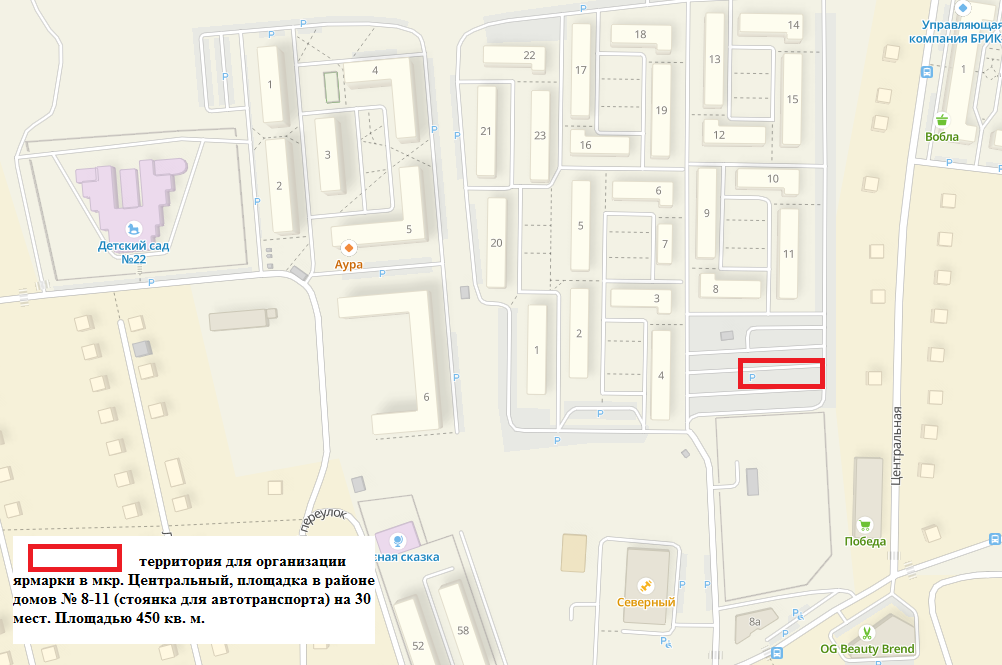 P
P
14
Управляющая
компания БРИК
22
18
17
13
4
1
P
1
15
19
21
23
P
P
12
Вобла
16
3
P
2
6
10
P
9
5
Детский сад
№22
5
20
7
11
Аура
P
P
8
3
2
1
4
P
P
6
P
P
Центральная
переулок
Победа
сная сказка
территория для организации
ярмарки в мкр. Центральный, площадка в районе
домов № 8-11 (стоянка для автотранспорта) на 30
мест. Площадью 450 кв. м.
Северный
P
P
8а
P
P
52
58
OG Beauty Brend